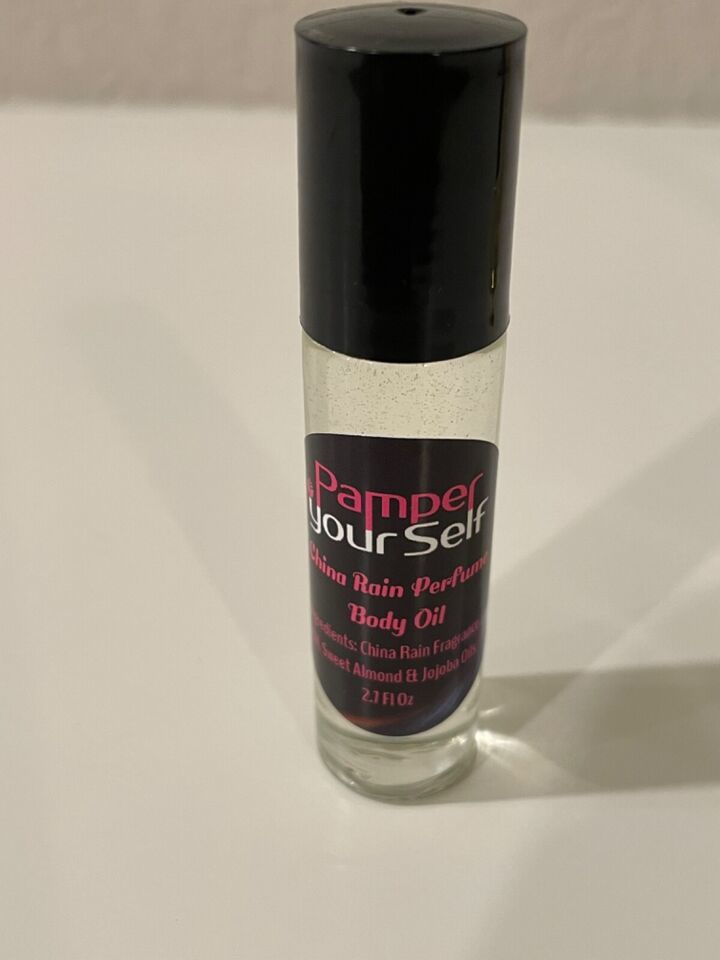 Pamper
your Self
China Rain Perfume
Body Oil
Ingredients: China Rain Fragrance
Sweet Almond & Jojoba Oils
2.7 Fl Oz